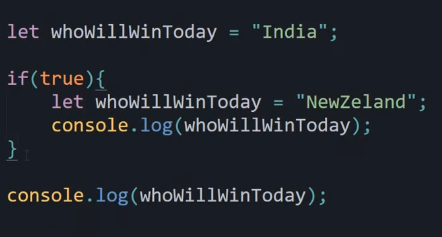 let whoWillWinToday = "India";
if(true){
let whoWillWinToday = "NewZeland";
console.log(whoWillWinToday);
}
console.log(whoWillWinToday);